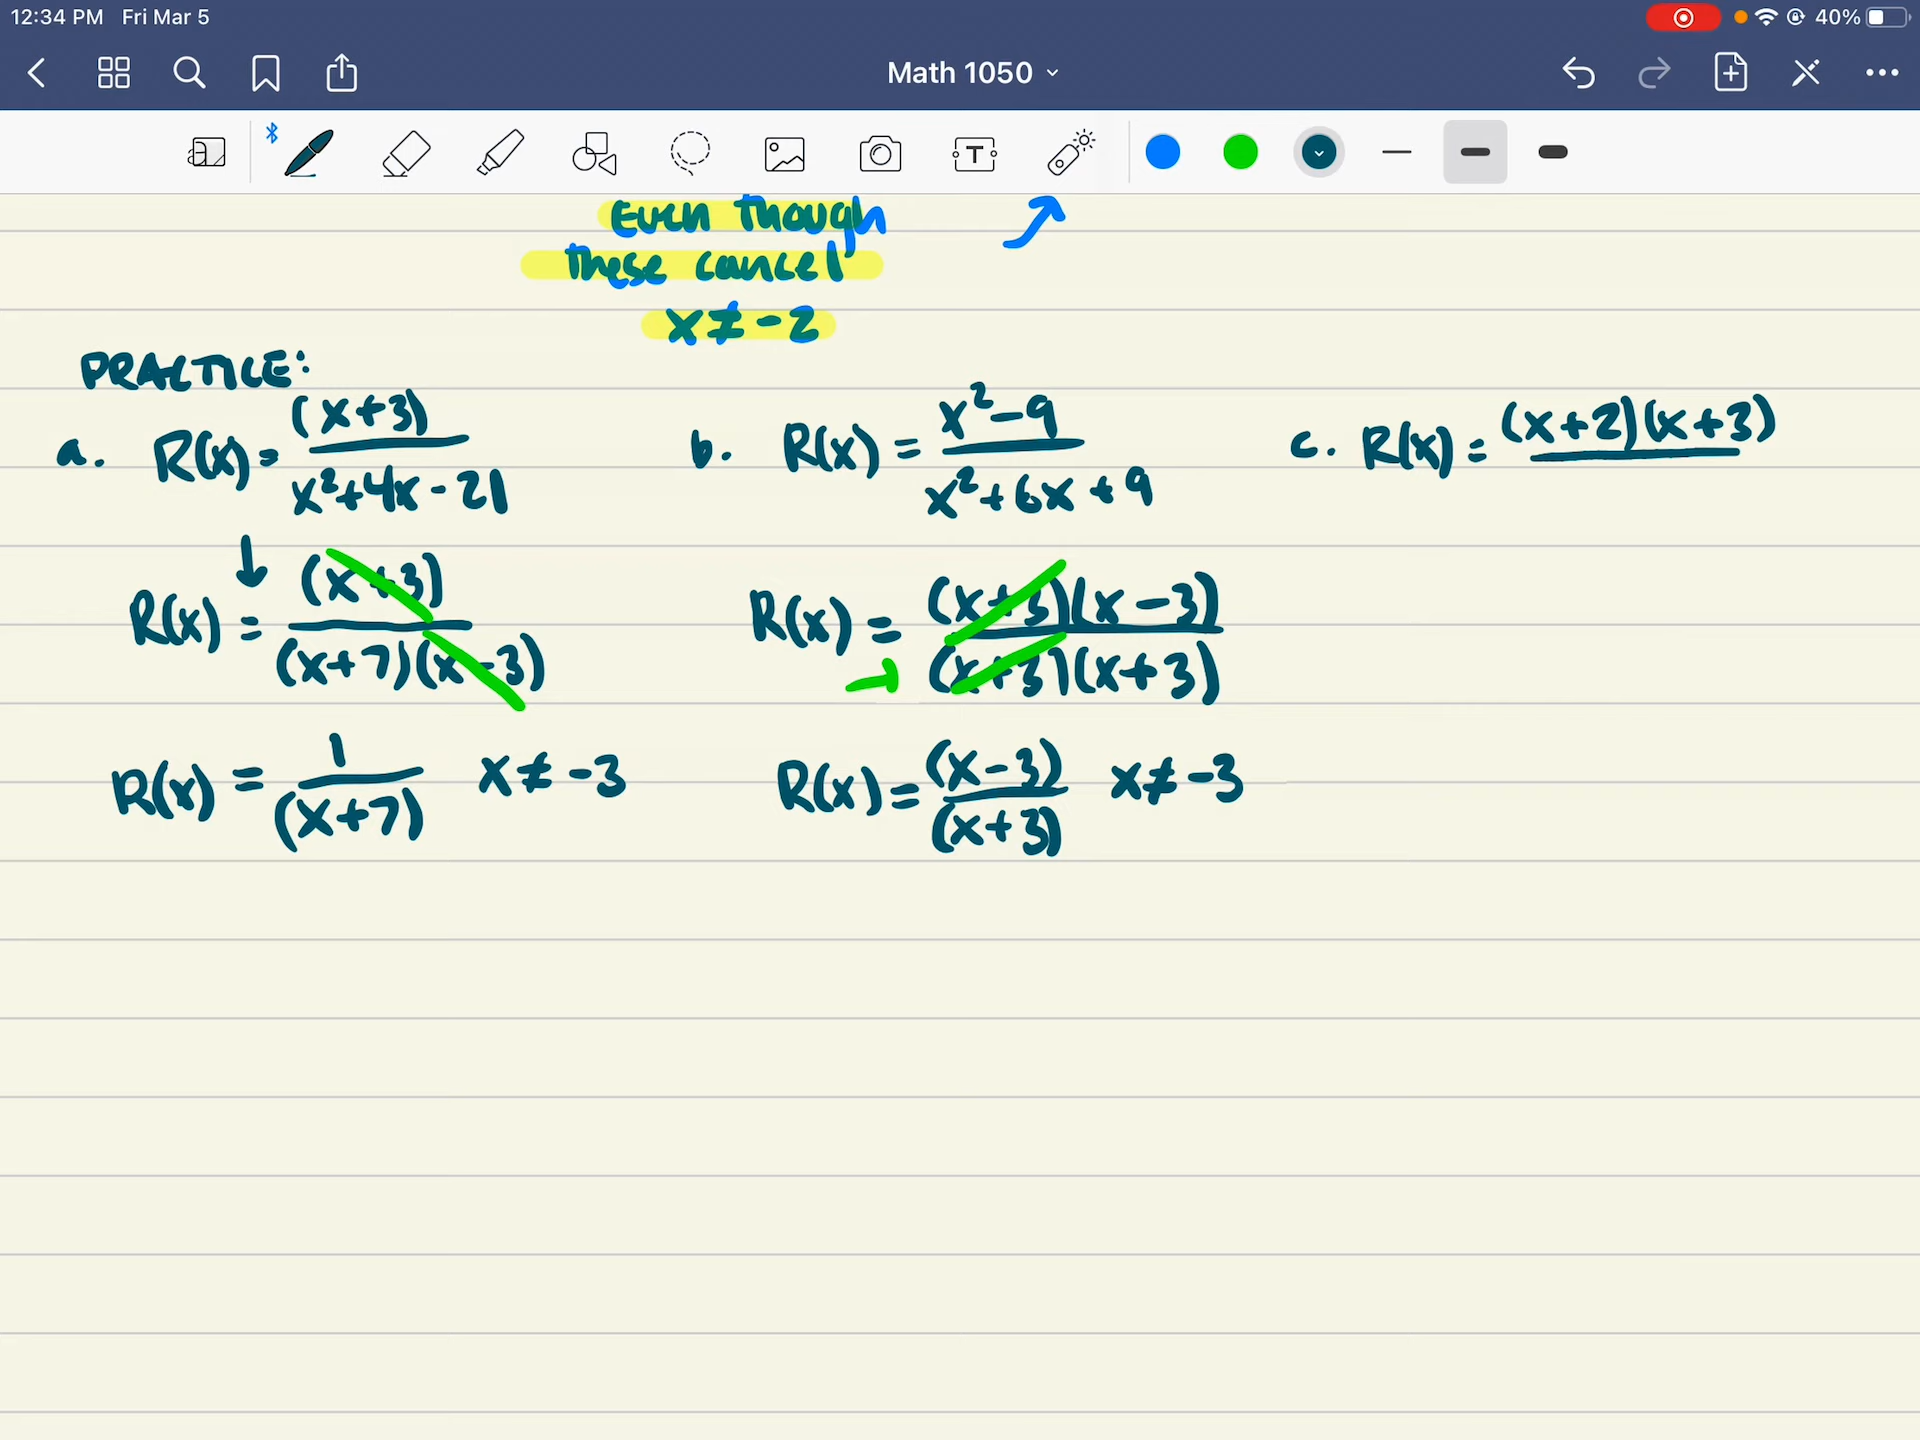 12:34 PM Fri Mar 5
40%
Math 1050
Even though
these cancel
x ≠ -2
PRACTICE:
a. R(x) = (x+3) / x²+4x-21
b. R(x) = x²-9 / x²+6x+9
c. R(x) = (x+2)(x+3)
R(x) = (x+3) / (x+7)(x-3)
R(x) = (x+3)(x-3) / (x+3)(x+3)
R(x) = 1 / (x+7) x ≠ -3
R(x) = (x-3) / (x+3) x ≠ -3